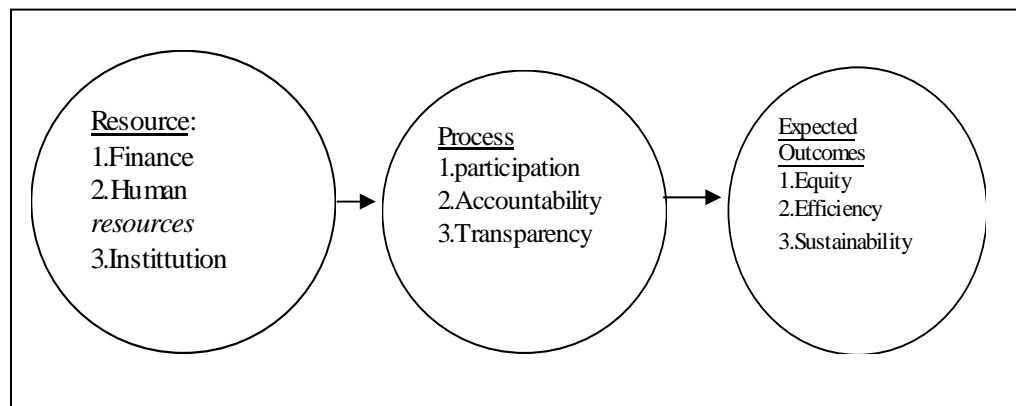 Resource:
1.Finance
2.Human
resources
3.Instittution
Process
1.participation
2.Accountability
3.Transparency
Expected
Outcomes
1.Equity
2.Efficiency
3.Sustainability